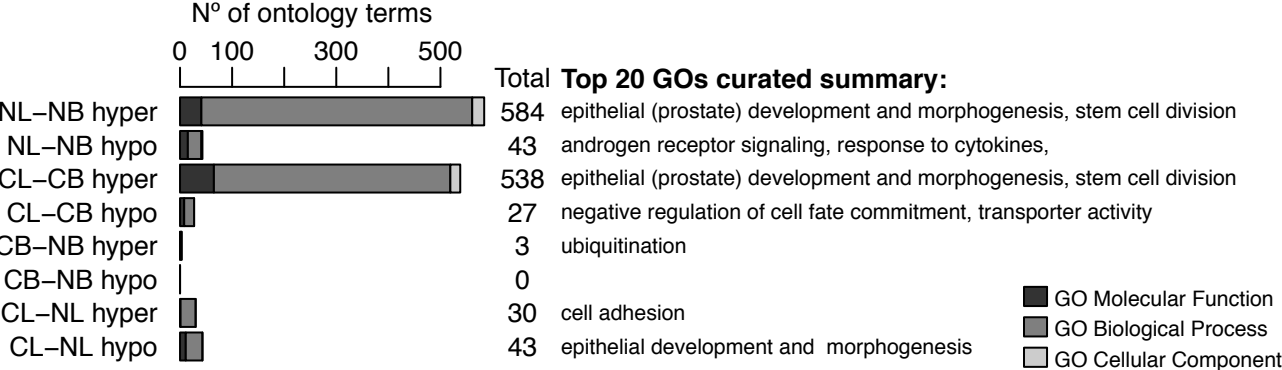 Nº of ontology terms
0 100 300 500
Total Top 20 GOs curated summary:
NL–NB hyper 584 epithelial (prostate) development and morphogenesis, stem cell division
NL–NB hypo 43 androgen receptor signaling, response to cytokines,
CL–CB hyper 538 epithelial (prostate) development and morphogenesis, stem cell division
CL–CB hypo 27 negative regulation of cell fate commitment, transporter activity
CB–NB hyper 3 ubiquitination
CB–NB hypo 0
CL–NL hyper 30 cell adhesion
CL–NL hypo 43 epithelial development and morphogenesis
GO Molecular Function
GO Biological Process
GO Cellular Component